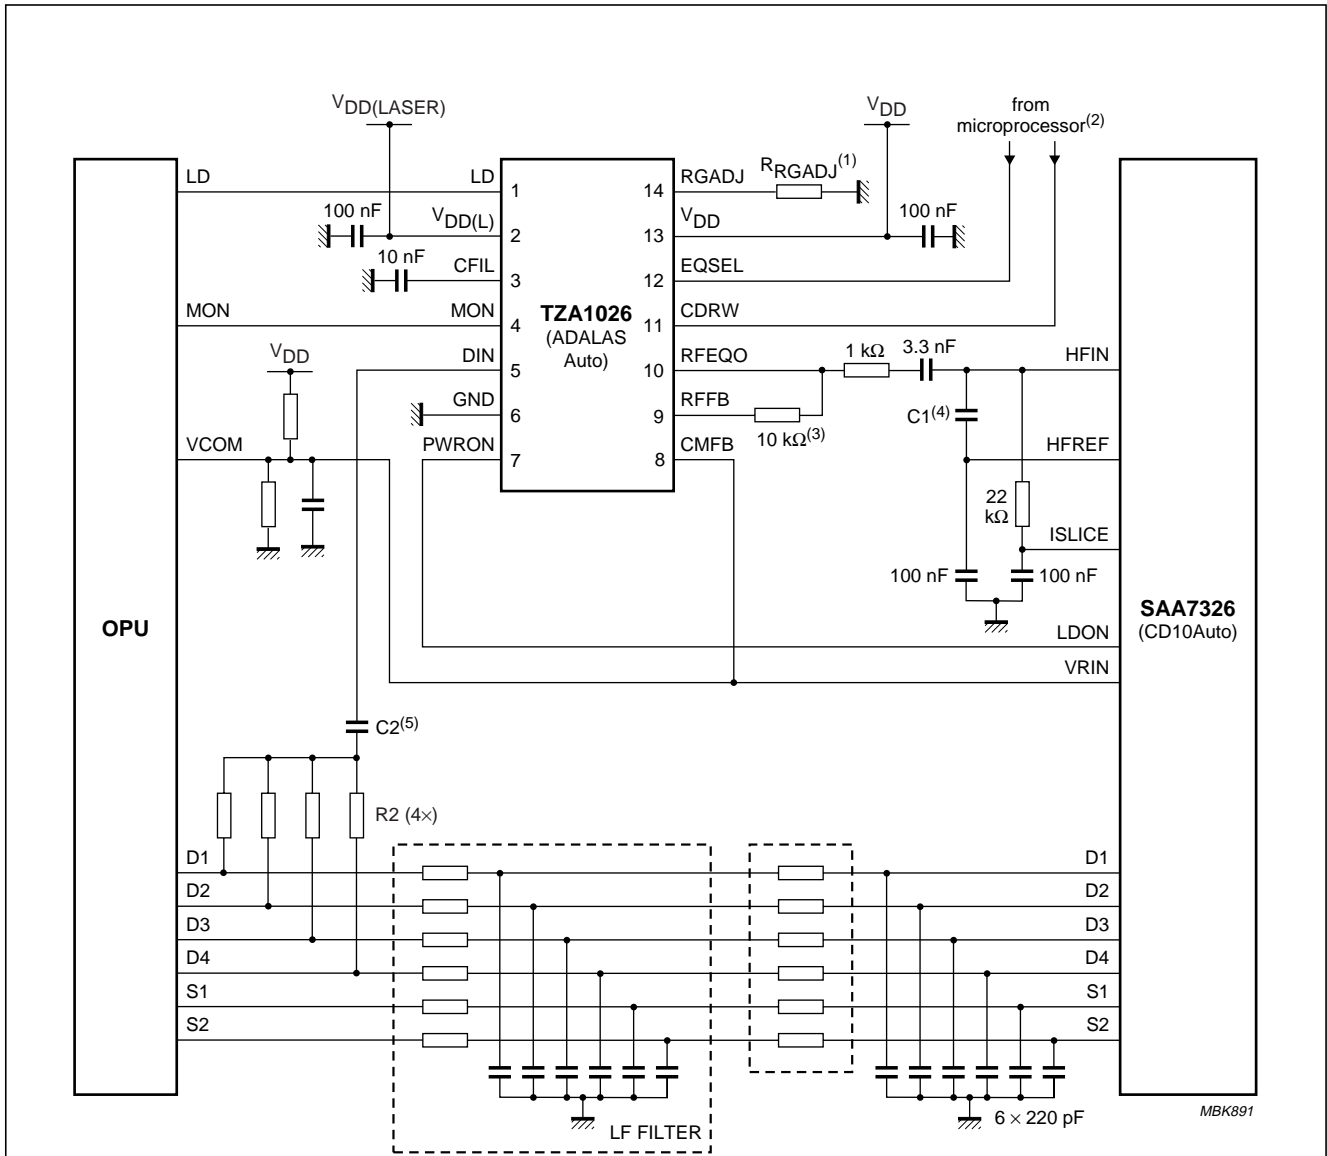 VDD(LASER)
VDD
from
microprocessor(2)
LD
LD
1
14
RGADJ
RRGADJ(1)
100 nF
VDD(L)
2
13
VDD
100 nF
10 nF
CFIL
3
12
EQSEL
MON
MON
4
TZA1026
(ADALAS
Auto)
11
CDRW
VDD
DIN
5
10
RFEQO
1 kΩ
3.3 nF
HFIN
GND
6
9
RFFB
10 kΩ(3)
C1(4)
VCOM
PWRON
7
8
CMFB
HFREF
22
kΩ
ISLICE
100 nF
100 nF
OPU
SAA7326
(CD10Auto)
LDON
VRIN
C2(5)
R2 (4×)
D1
D1
D2
D2
D3
D3
D4
D4
S1
S1
S2
S2
LF FILTER
6 × 220 pF
MBK891